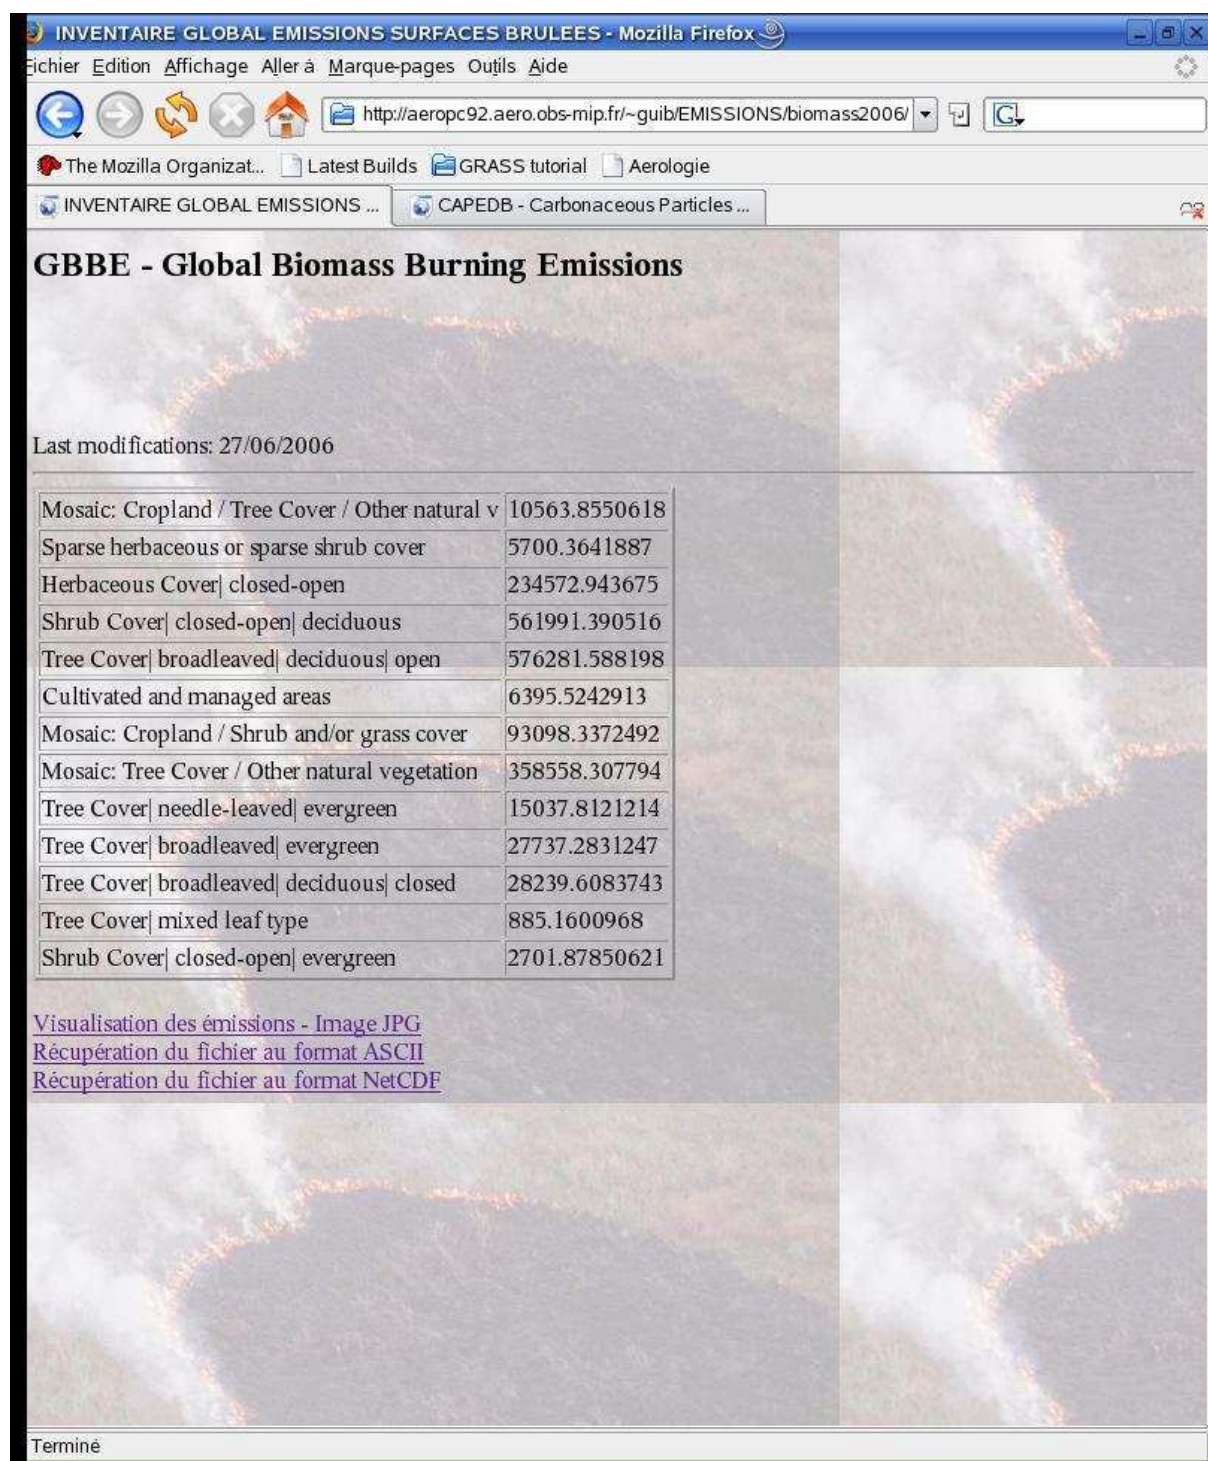 INVENTAIRE GLOBAL EMISSIONS SURFACES BRULEES - Mozilla Firefox
Fichier Edition Affichage Aller à Marque-pages Outils Aide
http://aeropc92.aero.obs-mip.fr/~guib/EMISSIONS/biomass2006/ G
The Mozilla Organizat... Latest Builds GRASS tutorial Aerologie
INVENTAIRE GLOBAL EMISSIONS ... CAPEDB - Carbonaceous Particles ...
GBBE - Global Biomass Burning Emissions
Last modifications: 27/06/2006
Mosaic: Cropland / Tree Cover / Other natural v 10563.8550618
Sparse herbaceous or sparse shrub cover 5700.3641887
Herbaceous Cover| closed-open 234572.943675
Shrub Cover| closed-open| deciduous 561991.390516
Tree Cover| broadleaved| deciduous| open 576281.588198
Cultivated and managed areas 6395.5242913
Mosaic: Cropland / Shrub and/or grass cover 93098.3372492
Mosaic: Tree Cover / Other natural vegetation 358558.307794
Tree Cover| needle-leaved| evergreen 15037.8121214
Tree Cover| broadleaved| evergreen 27737.2831247
Tree Cover| broadleaved| deciduous| closed 28239.6083743
Tree Cover| mixed leaf type 885.1600968
Shrub Cover| closed-open| evergreen 2701.87850621
Visualisation des émissions - Image JPG
Récupération du fichier au format ASCII
Récupération du fichier au format NetCDF
Terminé